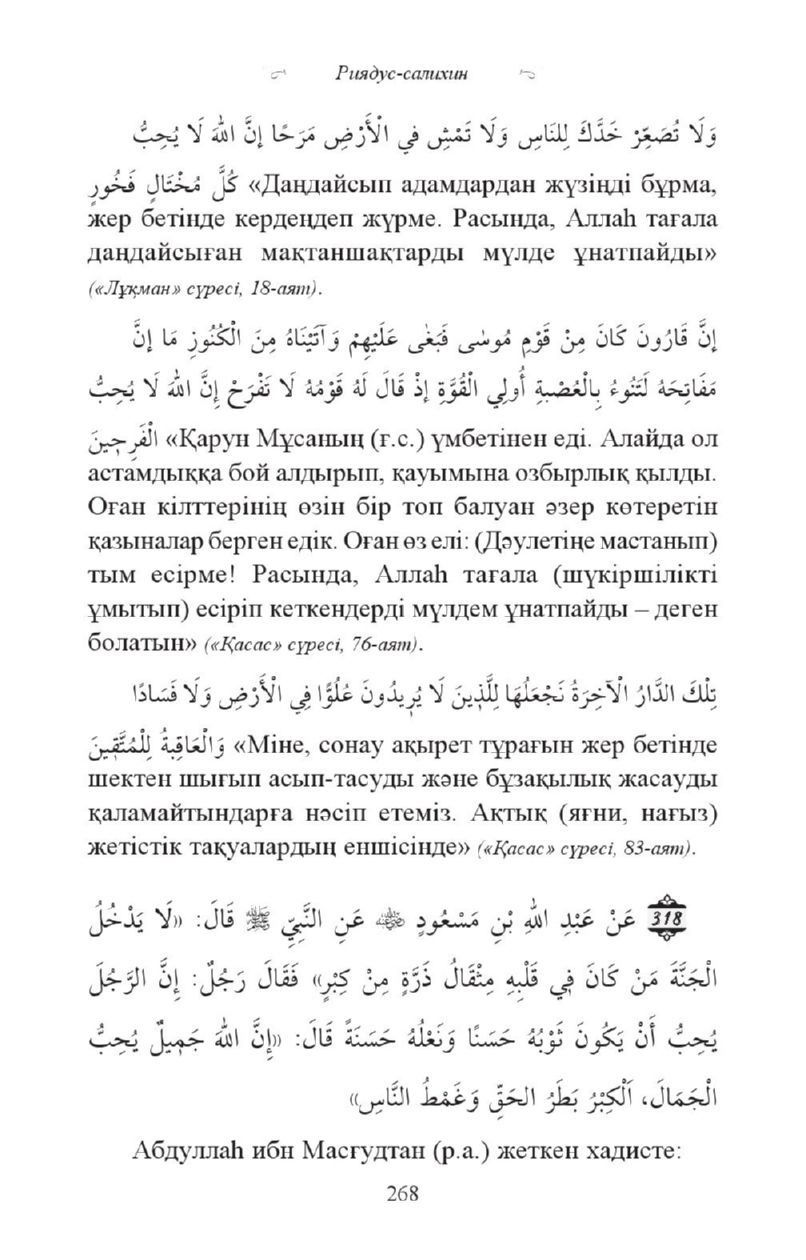 Риядус-салихин
وَلَا تُصَعِّرْ خَدَّكَ لِلنَّاسِ وَلَا تَمْشِ فِي الْأَرْضِ مَرَحًا إِنَّ اللهَ لَا يُحِبُّ
كُلَّ مُخْتَالٍ فَخُورٍ «Даңдайсып адамдардан жүзіңді бұрма,
жер бетінде кердеңдеп жүрме. Расында, Аллаһ тағала
даңдайсыған мақтаншақтарды мүлде ұнатпайды»
(«Лұқман» сүресі, 18-аят).
إِنَّ قَارُونَ كَانَ مِنْ قَوْمِ مُوسَى فَبَغَى عَلَيْهِمْ وَآتَيْنَاهُ مِنَ الْكُنُوزِ مَا إِنَّ
مَفَاتِحَهُ لَتَنُوءُ بِالْعُصْبَةِ أُولِي الْقُوَّةِ إِذْ قَالَ لَهُ قَوْمُهُ لَا تَفْرَحْ إِنَّ اللهَ لَا يُحِبُّ
الْفَرِحِينَ «Қарун Мұсаның (ғ.с.) үмбетінен еді. Алайда ол
астамдыққа бой алдырып, қауымына озбырлық қылды.
Оған кілттерінің өзін бір топ балуан әзер көтеретін
қазыналар берген едік. Оған өз елі: (Дәулетіңе мастанып)
тым есірме! Расында, Аллаһ тағала (шүкіршілікті
ұмытып) есіріп кеткендерді мүлдем ұнатпайды – деген
болатын» («Қасас» сүресі, 76-аят).
تِلْكَ الدَّارُ الْآخِرَةُ نَجْعَلُهَا لِلَّذِينَ لَا يُرِيدُونَ عُلُوًّا فِي الْأَرْضِ وَلَا فَسَادًا
وَالْعَاقِبَةُ لِلْمُتَّقِينَ «Міне, сонау ақырет тұрағын жер бетінде
шектен шығып асып-тасуды және бұзақылық жасауды
қаламайтындарға нәсіп етеміз. Ақтық (яғни, нағыз)
жетістік тақуалардың еншісінде» («Қасас» сүресі, 83-аят).
318 عَنْ عَبْدِ اللهِ بْنِ مَسْعُودٍ ﷺ عَنِ النَّبِيِّ ﷺ قَالَ: «لَا يَدْخُلُ
الْجَنَّةَ مَنْ كَانَ فِي قَلْبِهِ مِثْقَالُ ذَرَّةٍ مِنْ كِبْرٍ» فَقَالَ رَجُلٌ: إِنَّ الرَّجُلَ
يُحِبُّ أَنْ يَكُونَ ثَوْبُهُ حَسَنًا وَنَعْلُهُ حَسَنَةً قَالَ: «إِنَّ اللهَ جَمِيلٌ يُحِبُّ
الْجَمَالَ، اَلْكِبْرُ بَطَرُ الحَقِّ وَغَمْطُ النَّاسِ»
Абдуллаһ ибн Масғудтан (р.а.) жеткен хадисте:
268